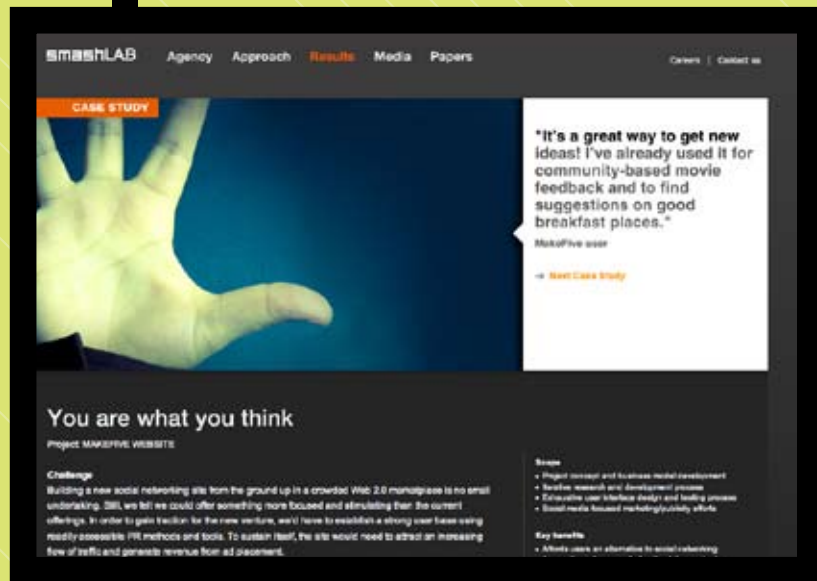 smashLAB
Agency Approach Results Media Papers
Careers | Contact us
CASE STUDY
"It's a great way to get new
ideas! I've already used it for
community-based movie
feedback and to find
suggestions on good
breakfast places."
MakeFive user
→ Next Case Study
You are what you think
Project: MAKEFIVE WEBSITE
Challenge
Building a new social networking site from the ground up in a crowded Web 2.0 marketplace is no small
undertaking. Still, we felt we could offer something more focused and stimulating than the current
offerings. In order to gain traction for the new venture, we'd have to establish a strong user base using
readily accessible PR methods and tools. To sustain itself, the site would need to attract an increasing
flow of traffic and generate revenue from ad placement.
Scope
• Project concept and business model development
• Iterative research and development process
• Exhaustive user interface design and testing process
• Social media focused marketing/publicity efforts
Key benefits
• Affords users an alternative to social networking